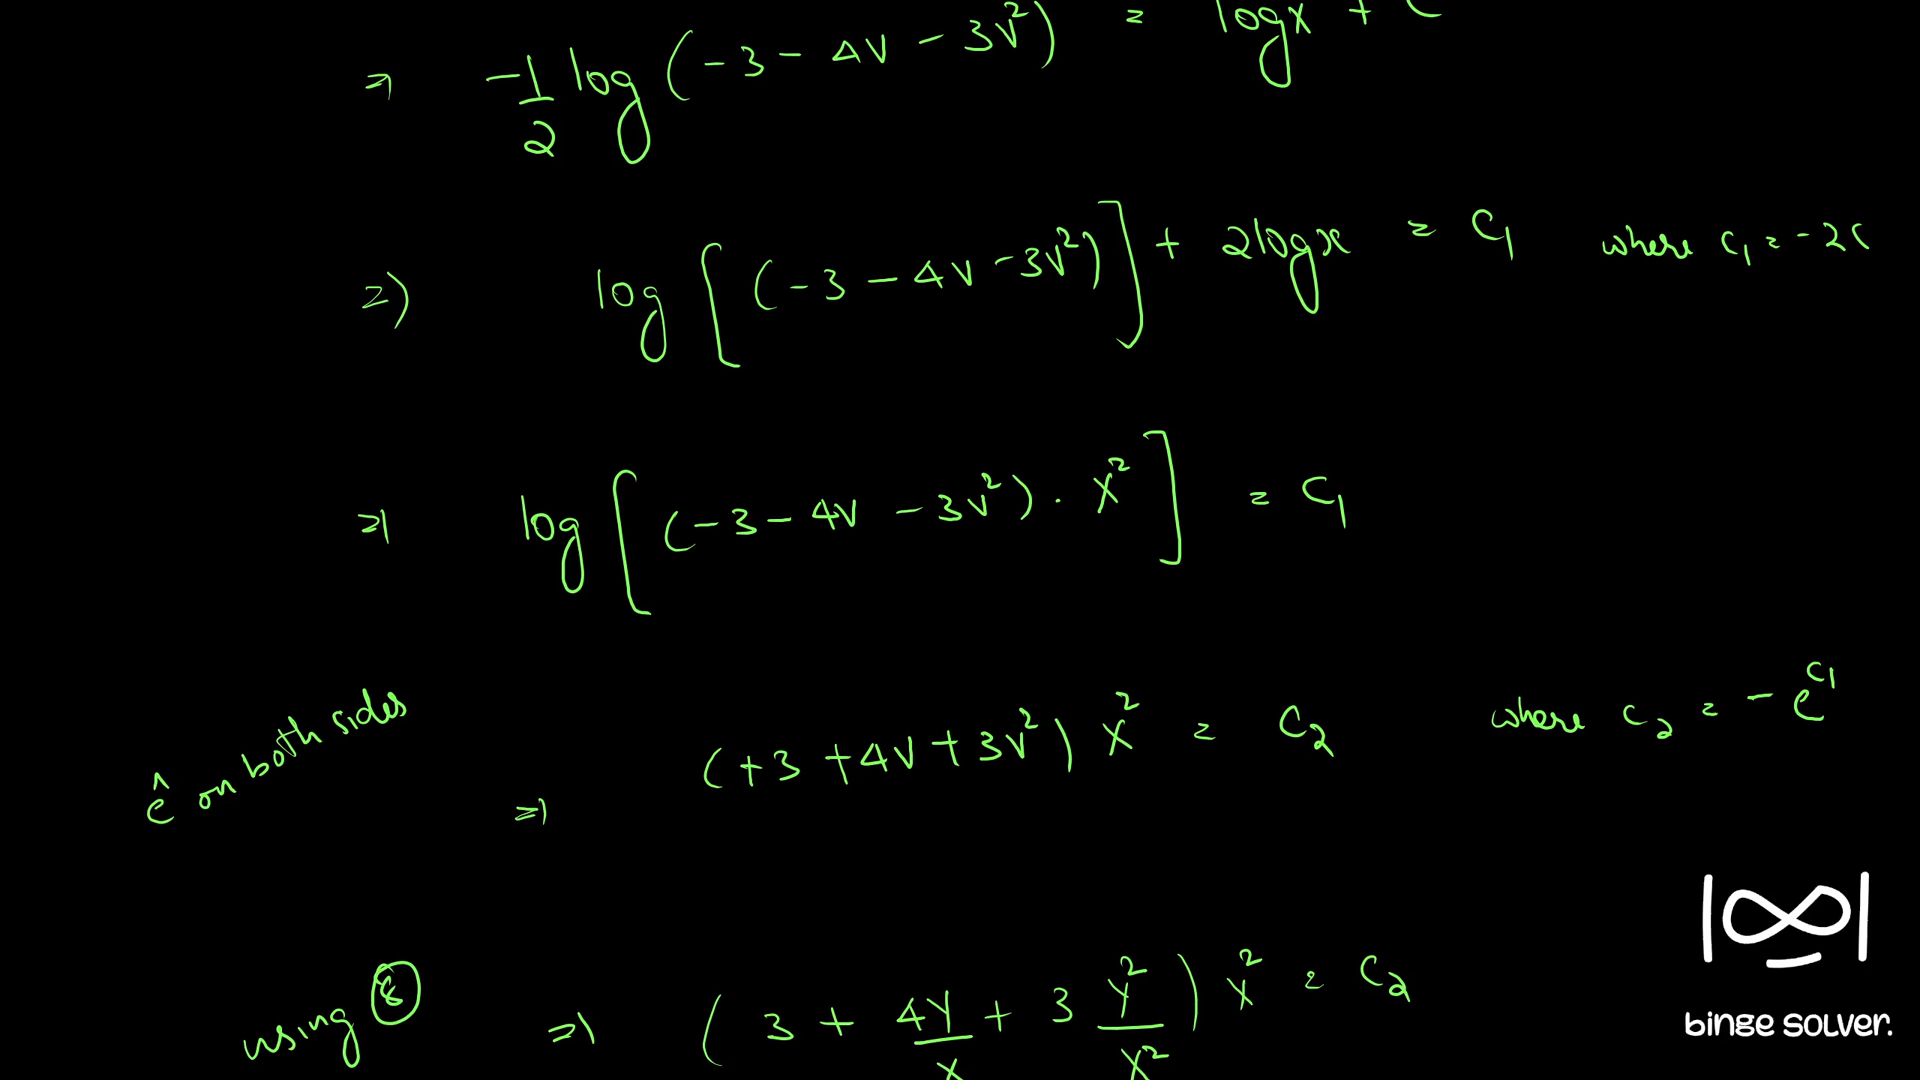 => -1/2 log (-3 - 4v - 3v²) = log x + C
=> log [(-3 - 4v - 3v²)] + 2 log x = C₁ where C₁ = -2C
=> log [(-3 - 4v - 3v²) · X²] = C₁
ê on both sides => (+3 + 4v + 3v²) X² = C₂ where C₂ = - e^C₁
using ⑧ => (3 + 4Y/X + 3 Y²/X²) X² = C₂
binge solver.